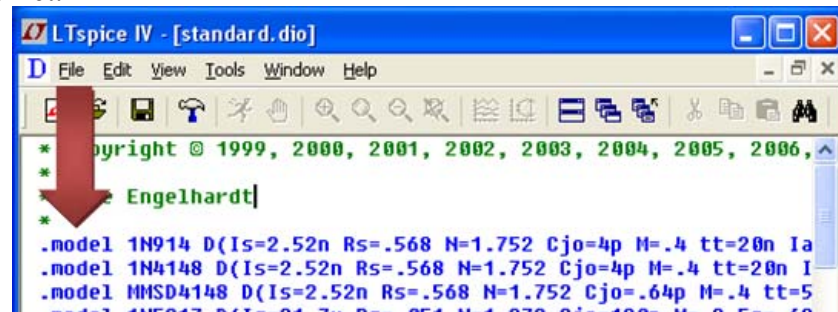 LTspice IV - [standard.dio]
D File Edit View Tools Window Help
* Copyright © 1999, 2000, 2001, 2002, 2003, 2004, 2005, 2006,
*
* Engelhardt
*
.model 1N914 D(Is=2.52n Rs=.568 N=1.752 Cjo=4p M=.4 tt=20n Ia
.model 1N4148 D(Is=2.52n Rs=.568 N=1.752 Cjo=4p M=.4 tt=20n I
.model MMSD4148 D(Is=2.52n Rs=.568 N=1.752 Cjo=.64p M=.4 tt=5